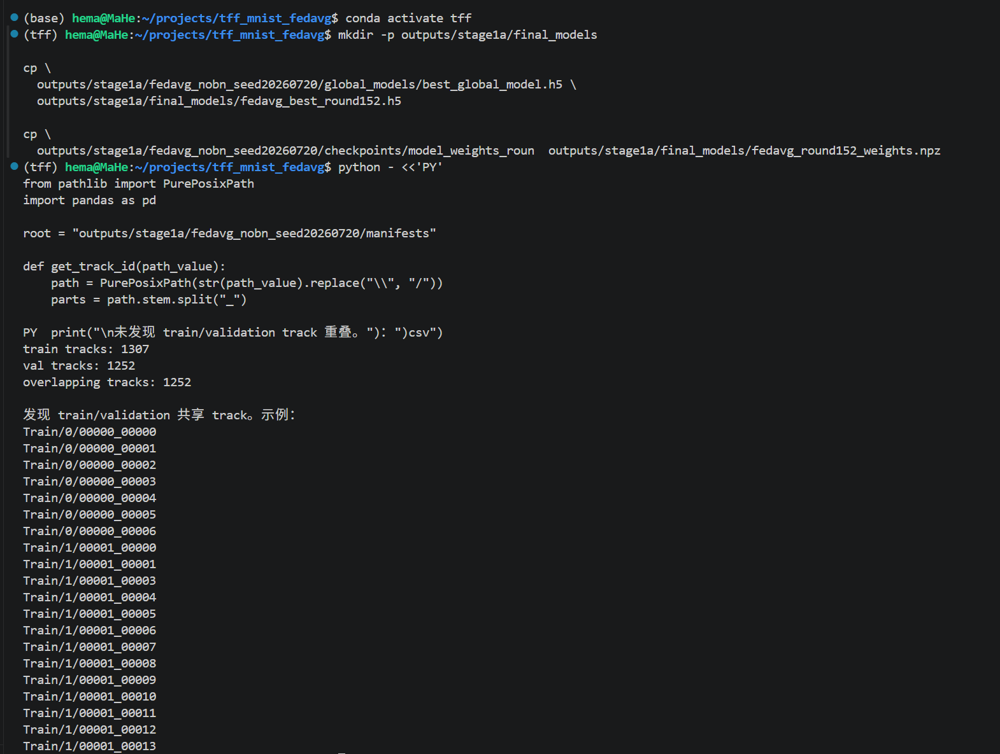 (base) hema@MaHe:~/projects/tff_mnist_fedavg$ conda activate tff
(tff) hema@MaHe:~/projects/tff_mnist_fedavg$ mkdir -p outputs/stage1a/final_models
cp \
  outputs/stage1a/fedavg_nobn_seed20260720/global_models/best_global_model.h5 \
  outputs/stage1a/final_models/fedavg_best_round152.h5
cp \
  outputs/stage1a/fedavg_nobn_seed20260720/checkpoints/model_weights_roun  outputs/stage1a/final_models/fedavg_round152_weights.npz
(tff) hema@MaHe:~/projects/tff_mnist_fedavg$ python - <<'PY'
from pathlib import PurePosixPath
import pandas as pd
root = "outputs/stage1a/fedavg_nobn_seed20260720/manifests"
def get_track_id(path_value):
    path = PurePosixPath(str(path_value).replace("\\", "/"))
    parts = path.stem.split("_")
PY  print("\n未发现 train/validation track 重叠。")：")csv")
train tracks: 1307
val tracks: 1252
overlapping tracks: 1252
发现 train/validation 共享 track。示例：
Train/0/00000_00000
Train/0/00000_00001
Train/0/00000_00002
Train/0/00000_00003
Train/0/00000_00004
Train/0/00000_00005
Train/0/00000_00006
Train/1/00001_00000
Train/1/00001_00001
Train/1/00001_00003
Train/1/00001_00004
Train/1/00001_00005
Train/1/00001_00006
Train/1/00001_00007
Train/1/00001_00008
Train/1/00001_00009
Train/1/00001_00010
Train/1/00001_00011
Train/1/00001_00012
Train/1/00001_00013